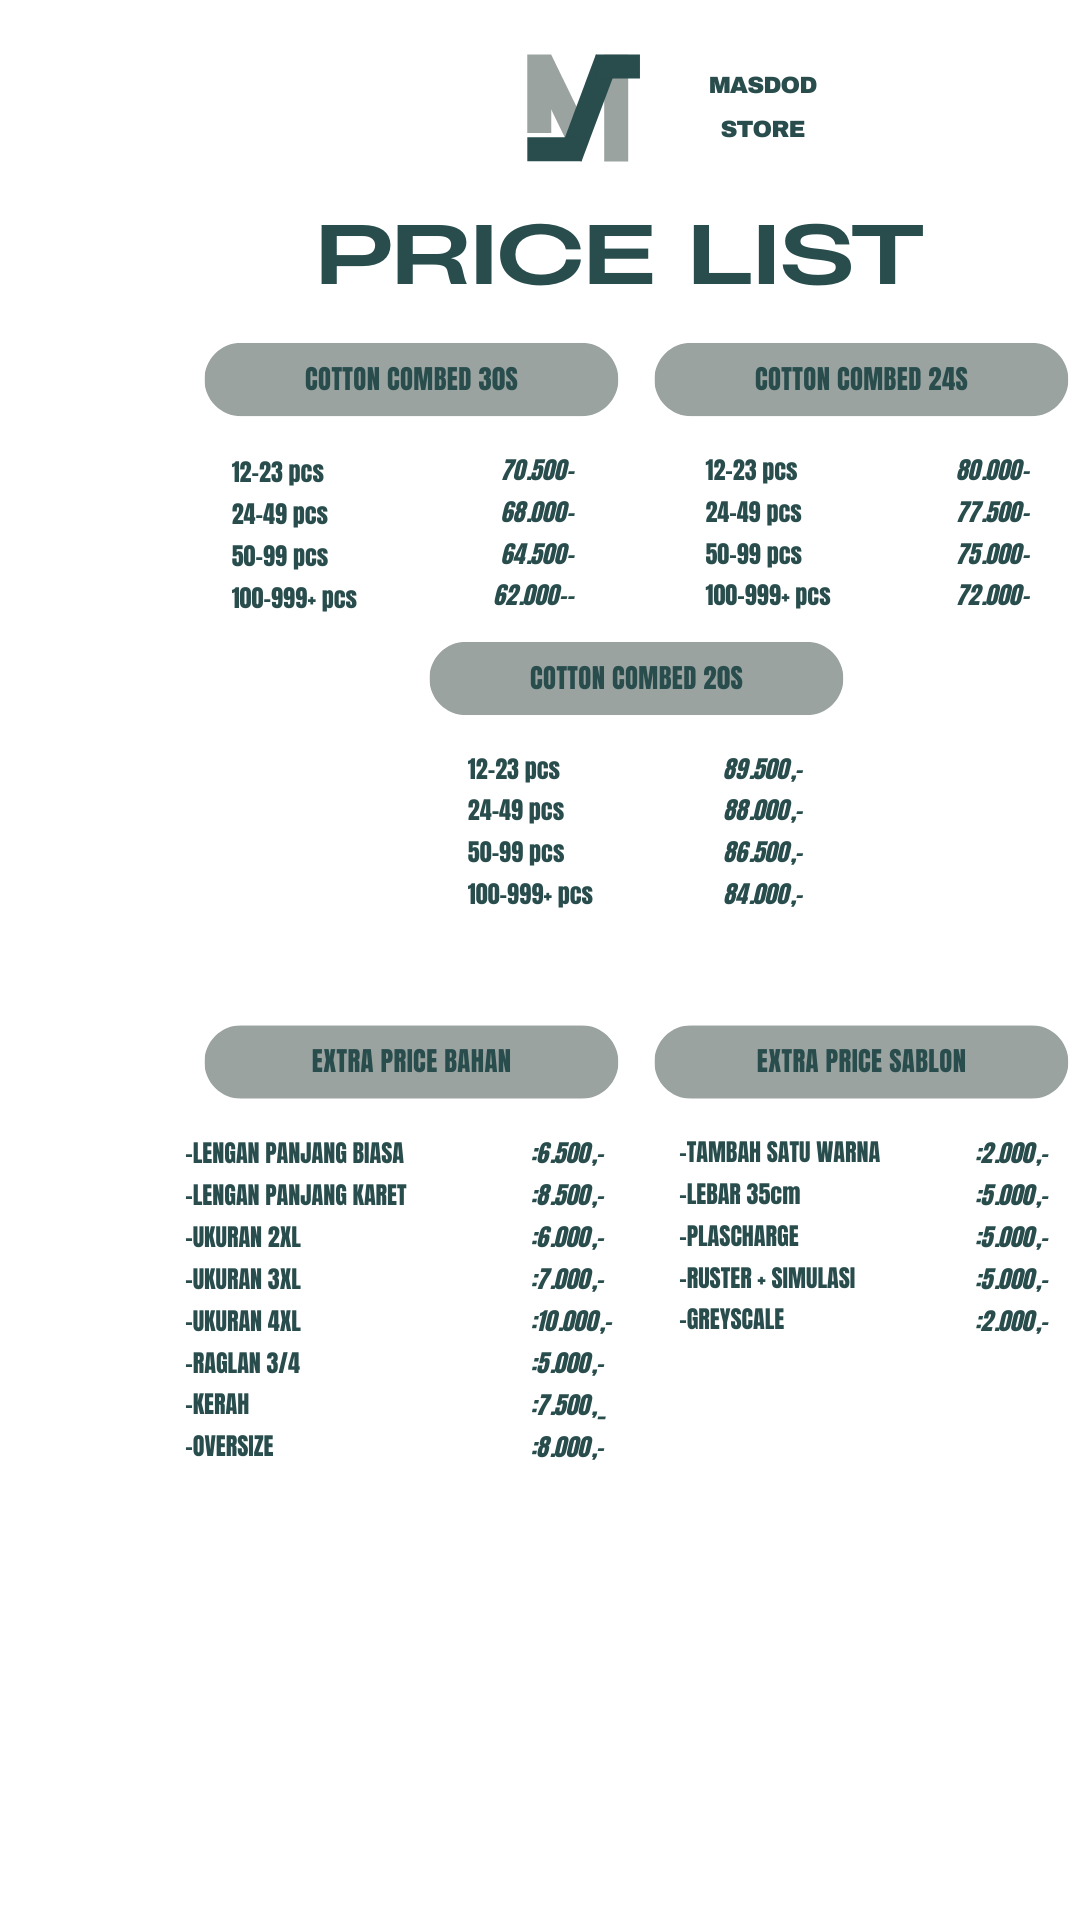 MASDOD
STORE
PRICE LIST
COTTON COMBED 30S
12-23 pcs 70.500-
24-49 pcs 68.000-
50-99 pcs 64.500-
100-999+ pcs 62.000--
COTTON COMBED 24S
12-23 pcs 80.000-
24-49 pcs 77.500-
50-99 pcs 75.000-
100-999+ pcs 72.000-
COTTON COMBED 20S
12-23 pcs 89.500,-
24-49 pcs 88.000,-
50-99 pcs 86.500,-
100-999+ pcs 84.000,-
EXTRA PRICE BAHAN
-LENGAN PANJANG BIASA :6.500,-
-LENGAN PANJANG KARET :8.500,-
-UKURAN 2XL :6.000,-
-UKURAN 3XL :7.000,-
-UKURAN 4XL :10.000,-
-RAGLAN 3/4 :5.000,-
-KERAH :7.500,_
-OVERSIZE :8.000,-
EXTRA PRICE SABLON
-TAMBAH SATU WARNA :2.000,-
-LEBAR 35cm :5.000,-
-PLASCHARGE :5.000,-
-RUSTER + SIMULASI :5.000,-
-GREYSCALE :2.000,-